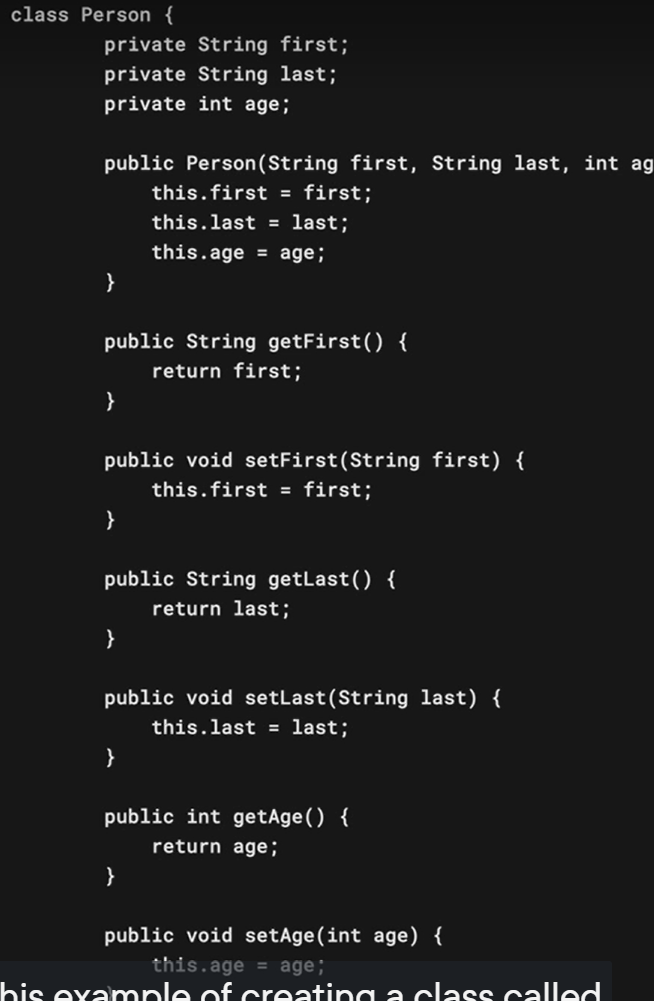 class Person {
private String first;
private String last;
private int age;
public Person(String first, String last, int ag
this.first = first;
this.last = last;
this.age = age;
}
public String getFirst() {
return first;
}
public void setFirst(String first) {
this.first = first;
}
public String getLast() {
return last;
}
public void setLast(String last) {
this.last = last;
}
public int getAge() {
return age;
}
public void setAge(int age) {
this.age = age;
his example of creating a class called